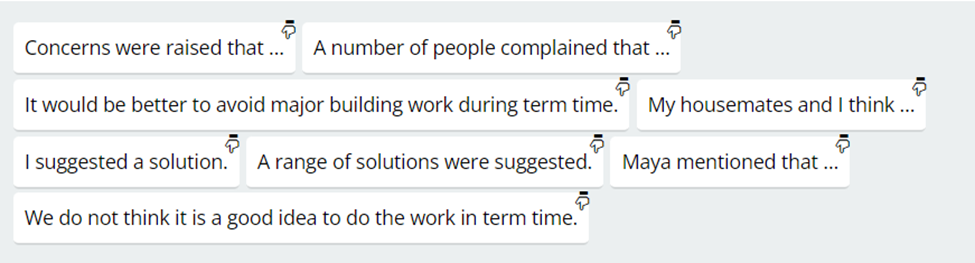 Concerns were raised that ... A number of people complained that ...
It would be better to avoid major building work during term time. My housemates and I think ...
I suggested a solution. A range of solutions were suggested. Maya mentioned that ...
We do not think it is a good idea to do the work in term time.